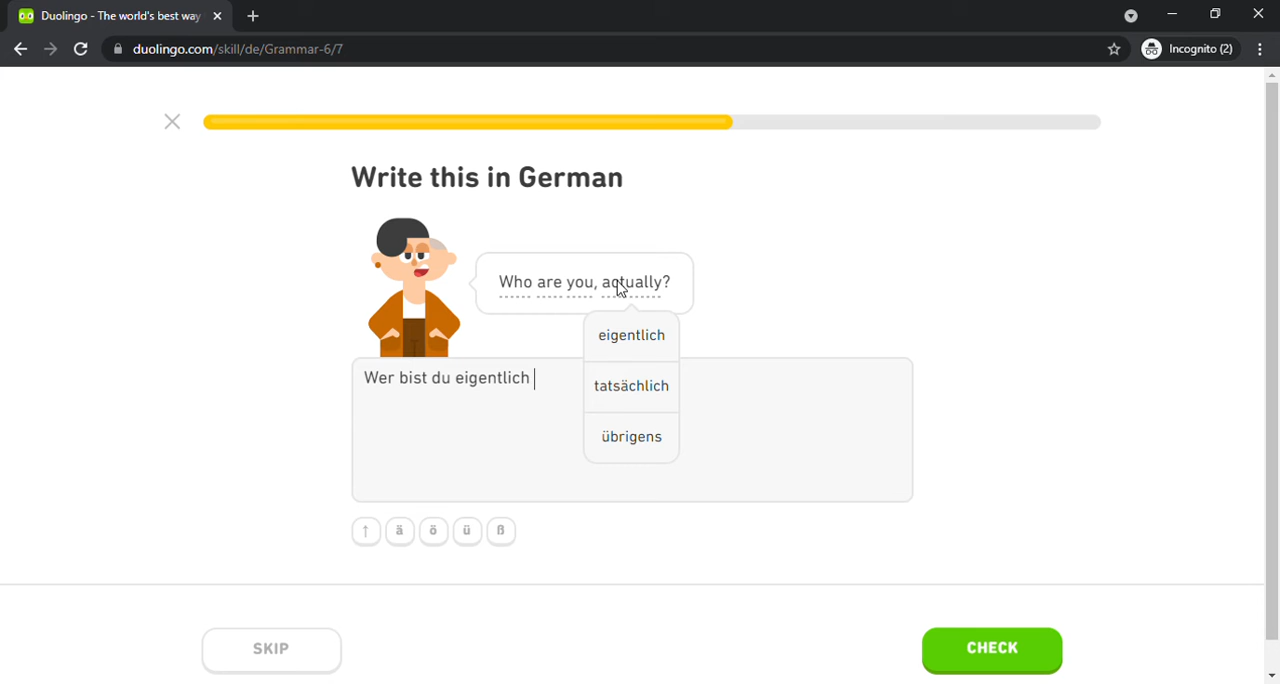 Duolingo - The world's best way
duolingo.com/skill/de/Grammar-6/7
Incognito (2)
Write this in German
Who are you, actually?
eigentlich
tatsächlich
übrigens
Wer bist du eigentlich
↑ ä ö ü ß
SKIP
CHECK